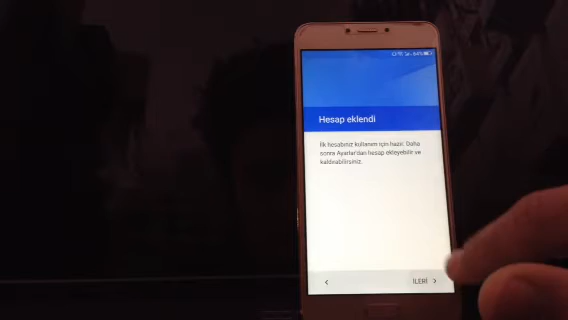 Hesap eklendi
İlk hesabınız kullanım için hazır. Daha
sonra Ayarlar'dan hesap ekleyebilir ve
kaldırabilirsiniz.
İLERİ